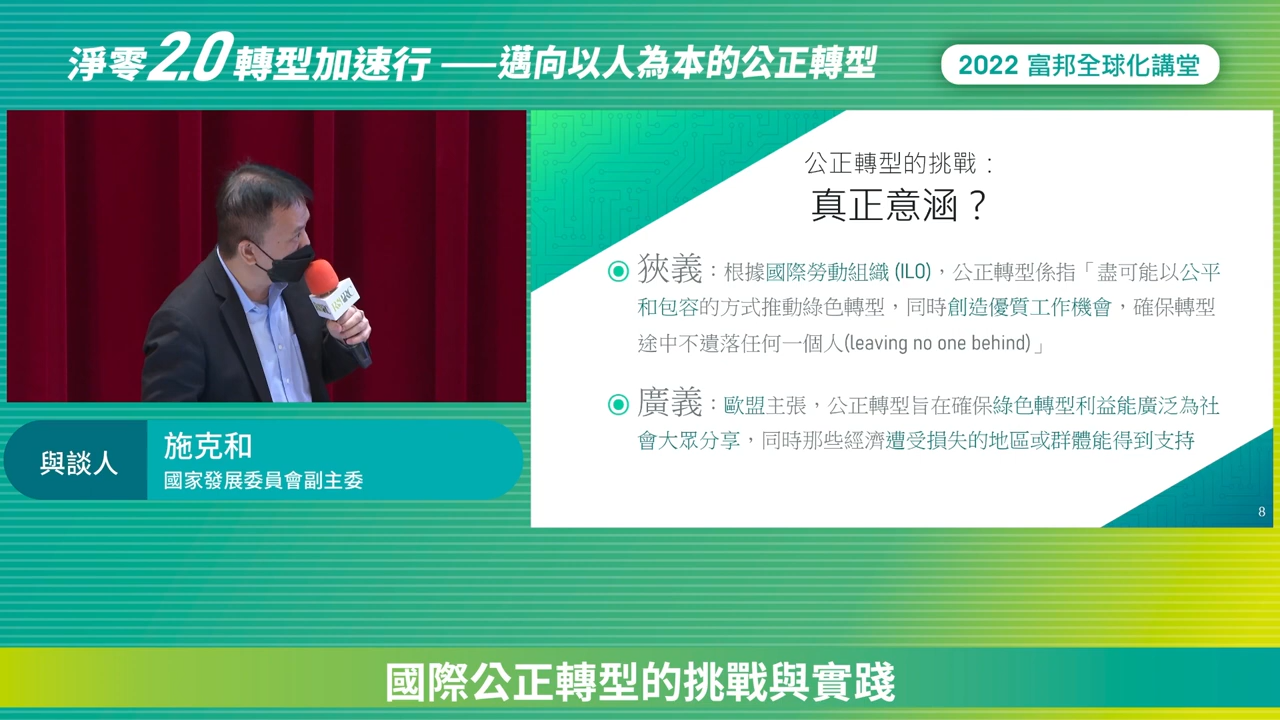 淨零2.0轉型加速行——邁向以人為本的公正轉型
2022 富邦全球化講堂
公正轉型的挑戰：
真正意涵？
狹義：根據國際勞動組織 (ILO)，公正轉型係指「盡可能以公平
和包容的方式推動綠色轉型，同時創造優質工作機會，確保轉型
途中不遺落任何一個人(leaving no one behind)」
廣義：歐盟主張，公正轉型旨在確保綠色轉型利益能廣泛為社
會大眾分享，同時那些經濟遭受損失的地區或群體能得到支持
8
與談人
施克和
國家發展委員會副主委
國際公正轉型的挑戰與實踐